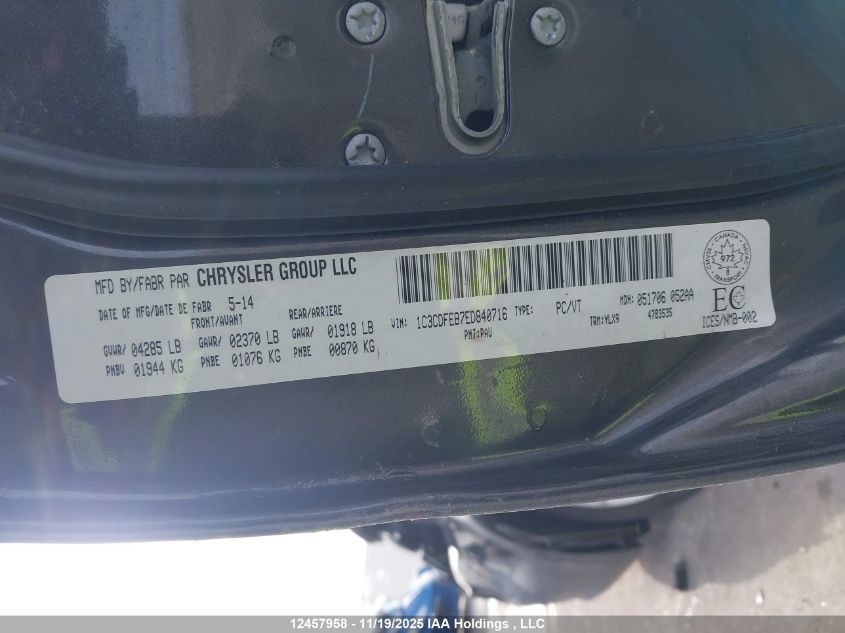 MFD BY/FABR PAR CHRYSLER GROUP LLC
DATE OF MFG/DATE DE FABR 5-14
FRONT/AVANT REAR/ARRIERE
GVWR/ 04285 LB GAWR/ 02370 LB GAWR/ 01918 LB
PNBV 01944 KG PNBE 01076 KG PNBE 00870 KG
VIN: 1C3CDFEB7ED840716 TYPE: PC/VT MDH: 051706 052AA
PNT:PAU TRM:YLX9 4783535
CANADA
972
TRANSPORT
EC
ICES/NMB-002
12457958 - 11/19/2025 IAA Holdings , LLC